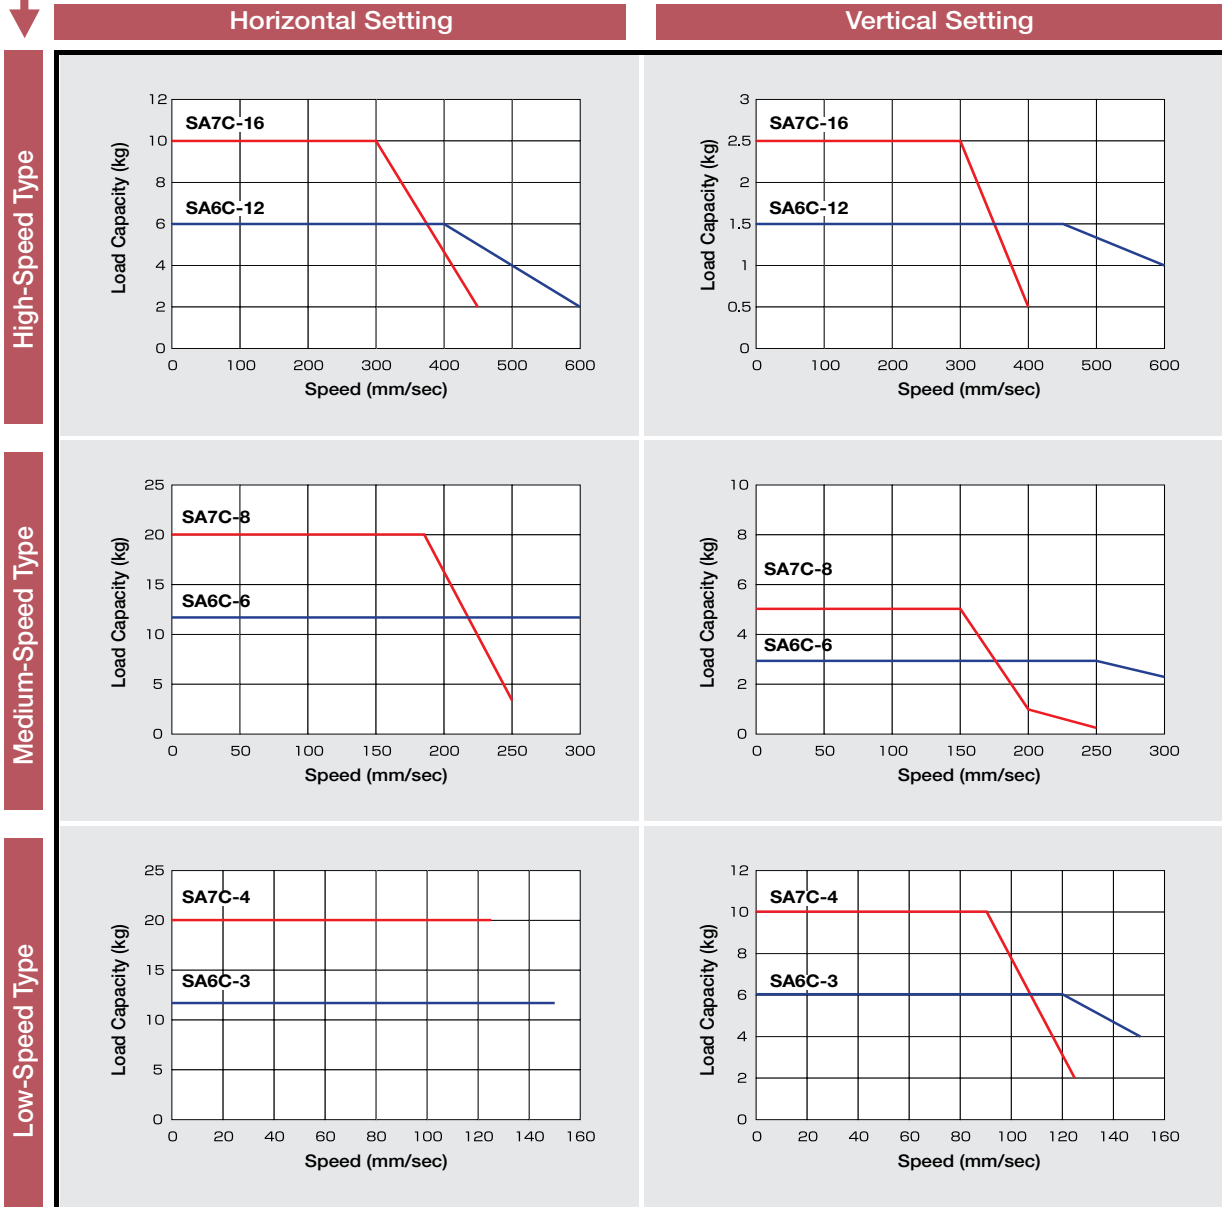 Horizontal Setting
Vertical Setting
High-Speed Type
12
10
8
6
4
2
0
SA7C-16
SA6C-12
Load Capacity (kg)
0 100 200 300 400 500 600
Speed (mm/sec)
3
2.5
2
1.5
1
0.5
0
SA7C-16
SA6C-12
Load Capacity (kg)
0 100 200 300 400 500 600
Speed (mm/sec)
Medium-Speed Type
25
20
15
10
5
0
SA7C-8
SA6C-6
Load Capacity (kg)
0 50 100 150 200 250 300
Speed (mm/sec)
10
8
6
4
2
0
SA7C-8
SA6C-6
Load Capacity (kg)
0 50 100 150 200 250 300
Speed (mm/sec)
Low-Speed Type
25
20
15
10
5
0
SA7C-4
SA6C-3
Load Capacity (kg)
0 20 40 60 80 100 120 140 160
Speed (mm/sec)
12
10
8
6
4
2
0
SA7C-4
SA6C-3
Load Capacity (kg)
0 20 40 60 80 100 120 140 160
Speed (mm/sec)